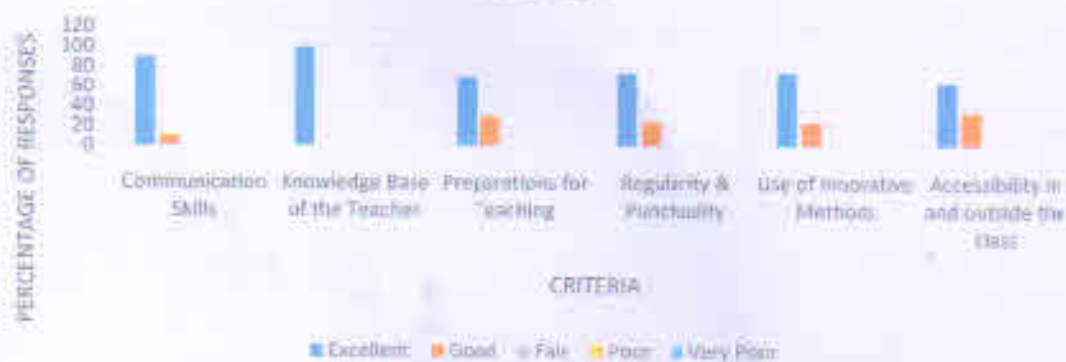 120
100
80
60
40
20
0
PERCENTAGE OF RESPONSES
Communication Skills
Knowledge Base of the Teacher
Preparations for Teaching
Regularity & Punctuality
Use of Innovative Methods
Accessibility in and outside the Class
CRITERIA
Excellent Good Fair Poor Very Poor